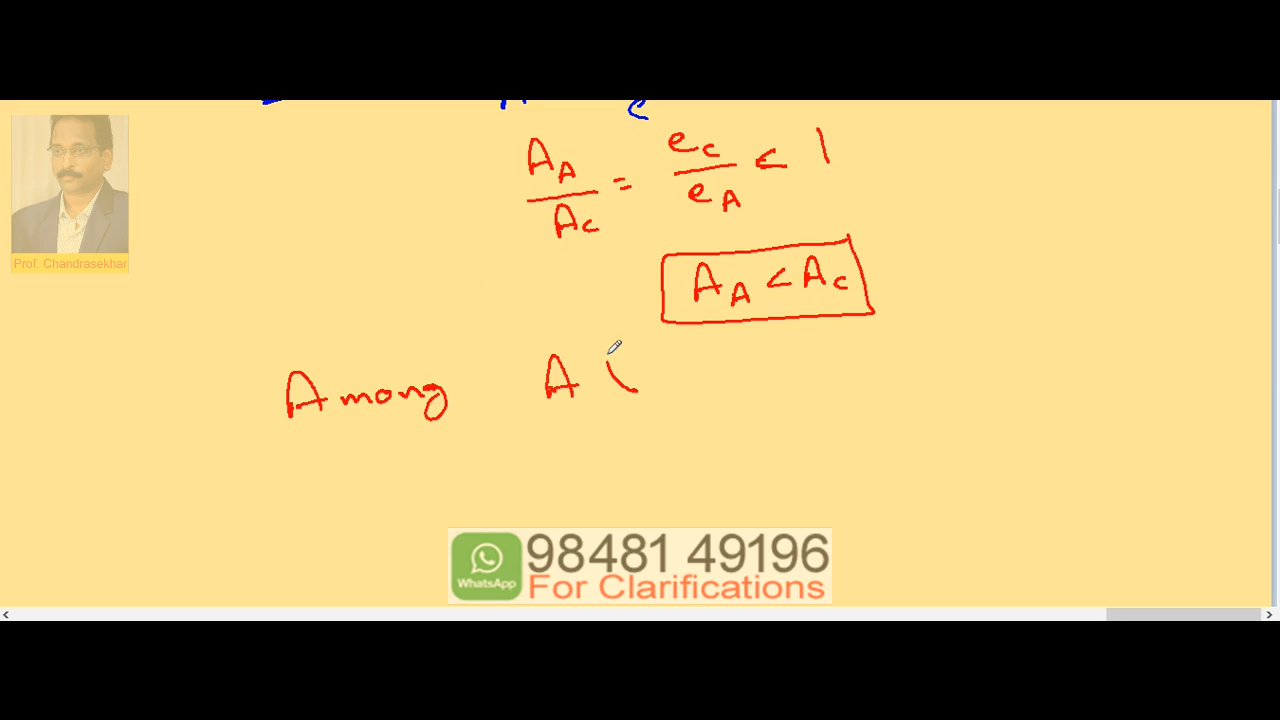 A_A / A_C = e_C / e_A < 1
A_A < A_C
Among A (
Prof. Chandrasekhar
WhatsApp
98481 49196
For Clarifications